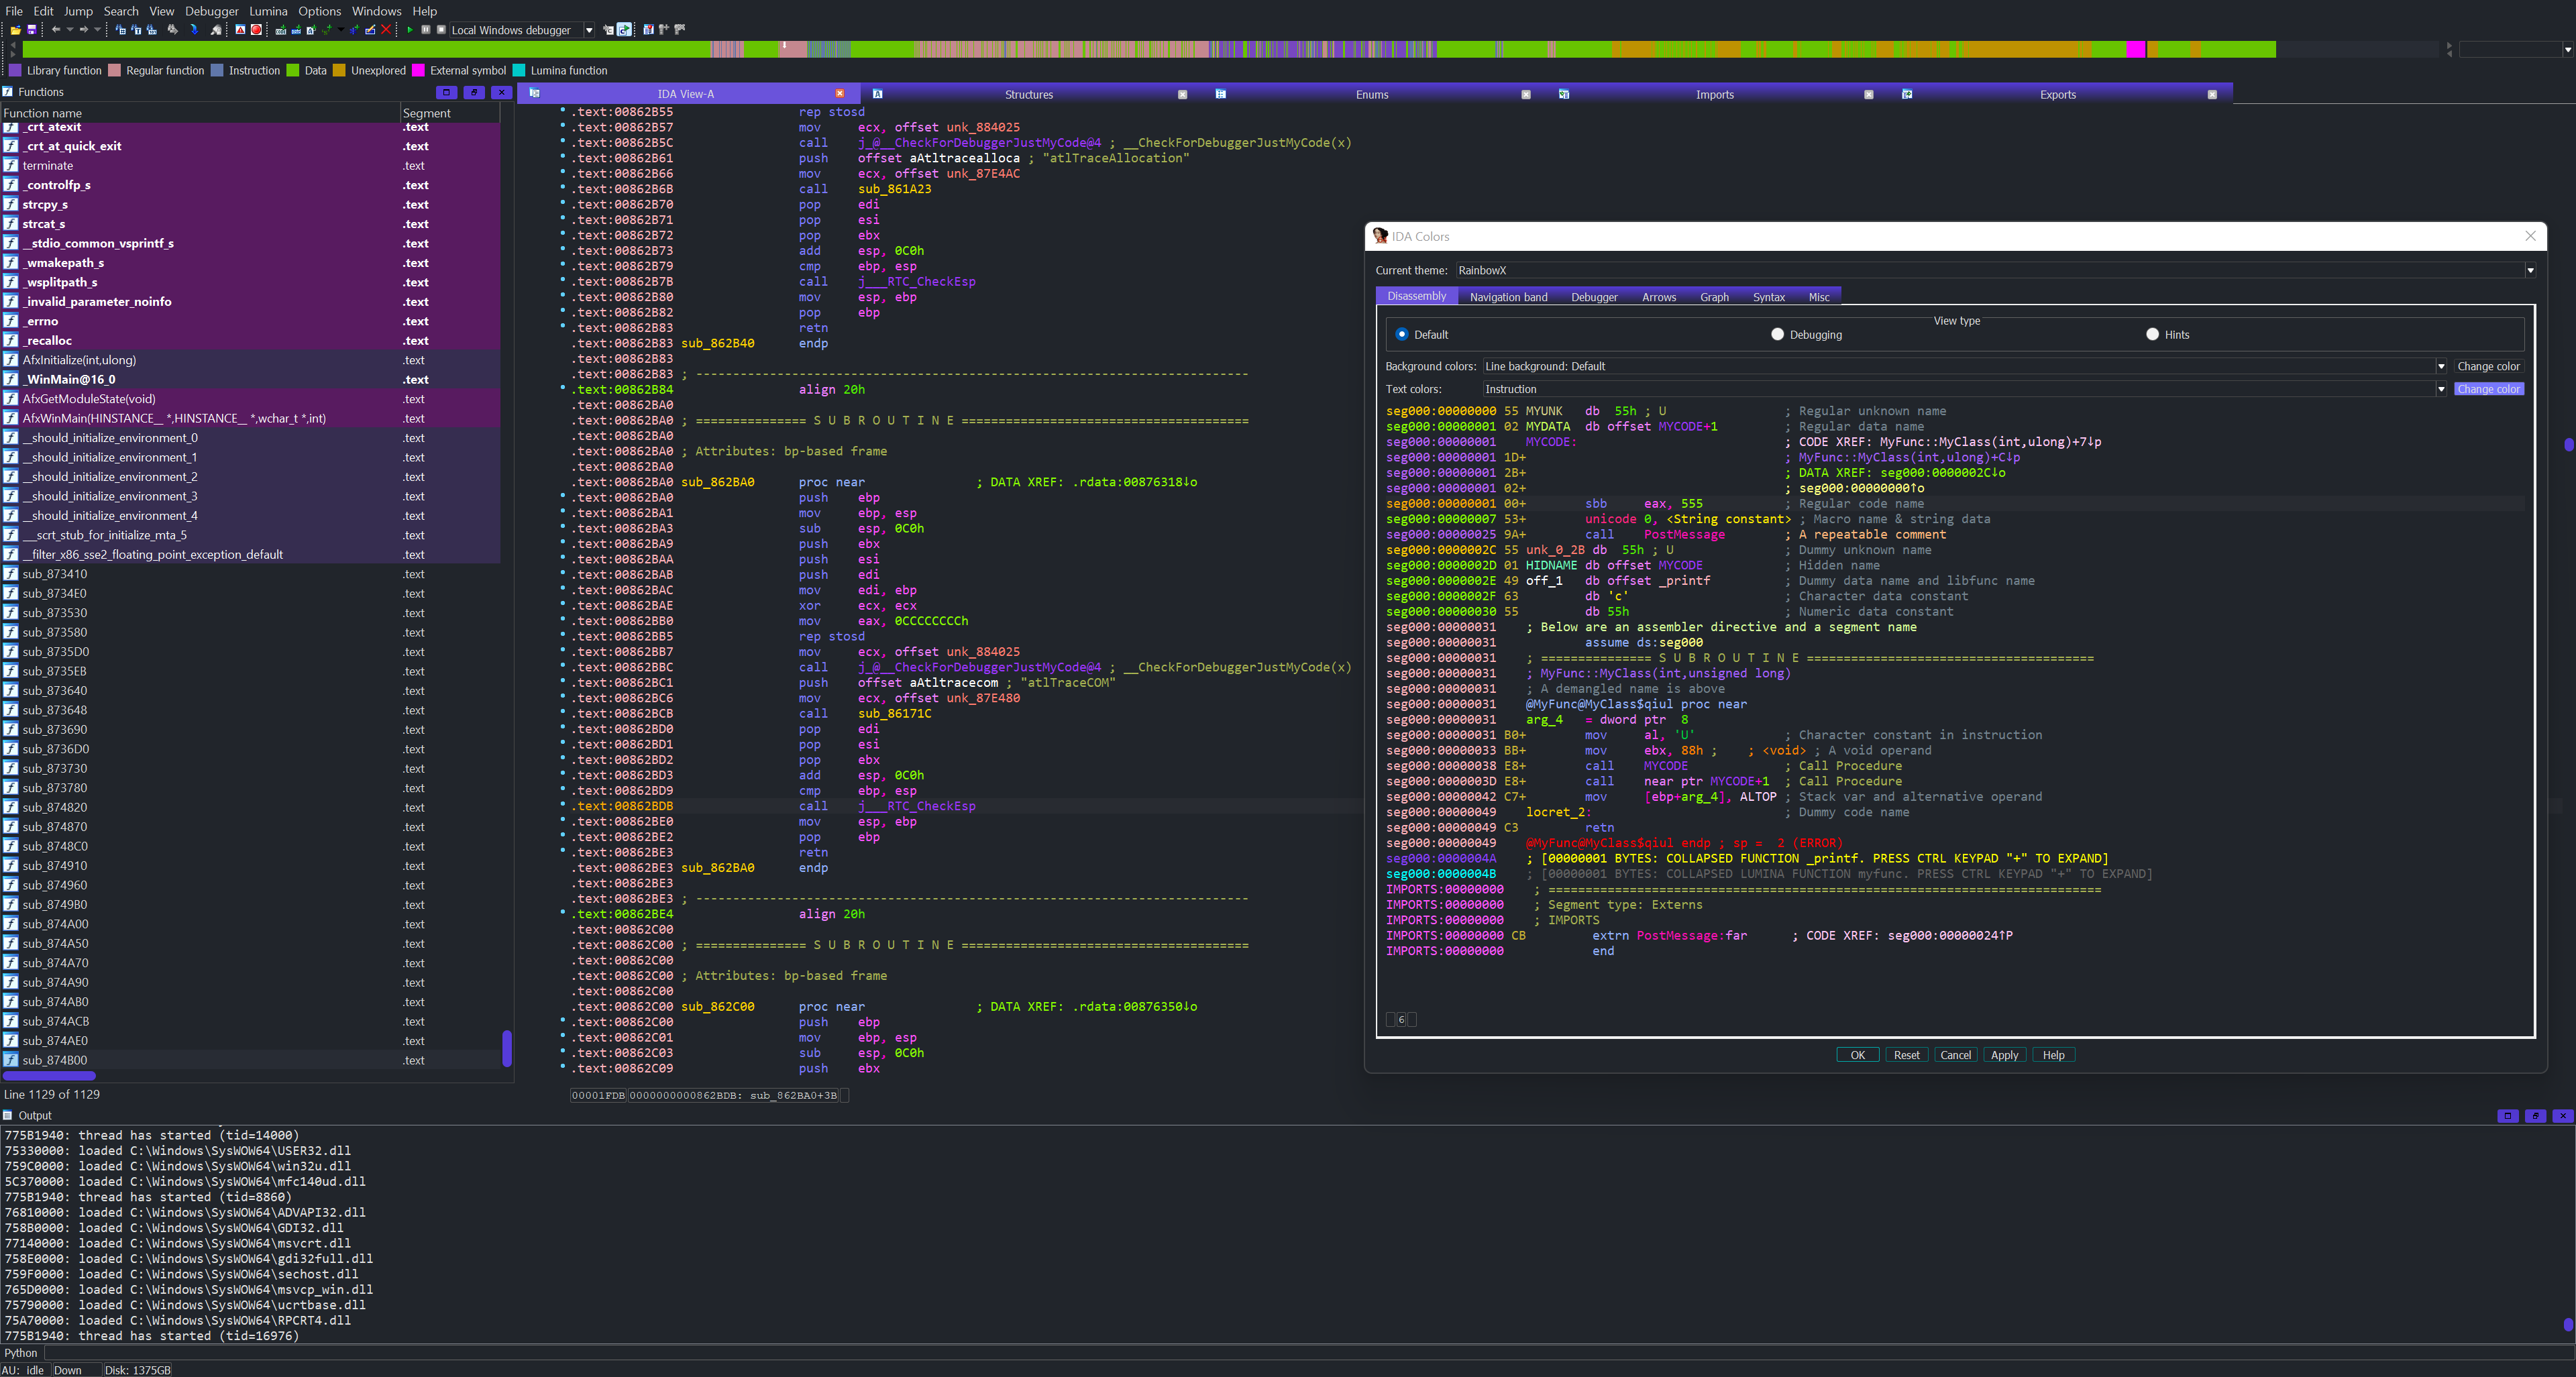 File Edit Jump Search View Debugger Lumina Options Windows Help
Local Windows debugger
Library function Regular function Instruction Data Unexplored External symbol Lumina function
Functions
Function name Segment
_crt_atexit .text
_crt_at_quick_exit .text
terminate .text
_controlfp_s .text
strcpy_s .text
strcat_s .text
__stdio_common_vsprintf_s .text
_wmakepath_s .text
_wsplitpath_s .text
_invalid_parameter_noinfo .text
_errno .text
_recalloc .text
AfxInitialize(int,ulong) .text
_WinMain@16_0 .text
AfxGetModuleState(void) .text
AfxWinMain(HINSTANCE__ *,HINSTANCE__ *,wchar_t *,int) .text
__should_initialize_environment_0 .text
__should_initialize_environment_1 .text
__should_initialize_environment_2 .text
__should_initialize_environment_3 .text
__should_initialize_environment_4 .text
___scrt_stub_for_initialize_mta_5 .text
__filter_x86_sse2_floating_point_exception_default .text
sub_873410 .text
sub_8734E0 .text
sub_873530 .text
sub_873580 .text
sub_8735D0 .text
sub_8735EB .text
sub_873640 .text
sub_873648 .text
sub_873690 .text
sub_8736D0 .text
sub_873730 .text
sub_873780 .text
sub_874820 .text
sub_874870 .text
sub_8748C0 .text
sub_874910 .text
sub_874960 .text
sub_8749B0 .text
sub_874A00 .text
sub_874A50 .text
sub_874A70 .text
sub_874A90 .text
sub_874AB0 .text
sub_874ACB .text
sub_874AE0 .text
sub_874B00 .text
Line 1129 of 1129
IDA View-A Structures Enums Imports Exports
.text:00862B55 rep stosd
.text:00862B57 mov ecx, offset unk_884025
.text:00862B5C call j_@__CheckForDebuggerJustMyCode@4 ; __CheckForDebuggerJustMyCode(x)
.text:00862B61 push offset aAtltracealloca ; "atlTraceAllocation"
.text:00862B66 mov ecx, offset unk_87E4AC
.text:00862B6B call sub_861A23
.text:00862B70 pop edi
.text:00862B71 pop esi
.text:00862B72 pop ebx
.text:00862B73 add esp, 0C0h
.text:00862B79 cmp ebp, esp
.text:00862B7B call j___RTC_CheckEsp
.text:00862B80 mov esp, ebp
.text:00862B82 pop ebp
.text:00862B83 retn
.text:00862B83 sub_862B40 endp
.text:00862B83
.text:00862B83 ; ---------------------------------------------------------------------------
.text:00862B84 align 20h
.text:00862BA0
.text:00862BA0 ; =============== S U B R O U T I N E =======================================
.text:00862BA0
.text:00862BA0 ; Attributes: bp-based frame
.text:00862BA0
.text:00862BA0 sub_862BA0 proc near ; DATA XREF: .rdata:00876318↓o
.text:00862BA0 push ebp
.text:00862BA1 mov ebp, esp
.text:00862BA3 sub esp, 0C0h
.text:00862BA9 push ebx
.text:00862BAA push esi
.text:00862BAB push edi
.text:00862BAC mov edi, ebp
.text:00862BAE xor ecx, ecx
.text:00862BB0 mov eax, 0CCCCCCCCh
.text:00862BB5 rep stosd
.text:00862BB7 mov ecx, offset unk_884025
.text:00862BBC call j_@__CheckForDebuggerJustMyCode@4 ; __CheckForDebuggerJustMyCode(x)
.text:00862BC1 push offset aAtltracecom ; "atlTraceCOM"
.text:00862BC6 mov ecx, offset unk_87E480
.text:00862BCB call sub_86171C
.text:00862BD0 pop edi
.text:00862BD1 pop esi
.text:00862BD2 pop ebx
.text:00862BD3 add esp, 0C0h
.text:00862BD9 cmp ebp, esp
.text:00862BDB call j___RTC_CheckEsp
.text:00862BE0 mov esp, ebp
.text:00862BE2 pop ebp
.text:00862BE3 retn
.text:00862BE3 sub_862BA0 endp
.text:00862BE3
.text:00862BE3 ; ---------------------------------------------------------------------------
.text:00862BE4 align 20h
.text:00862C00
.text:00862C00 ; =============== S U B R O U T I N E =======================================
.text:00862C00
.text:00862C00 ; Attributes: bp-based frame
.text:00862C00
.text:00862C00 sub_862C00 proc near ; DATA XREF: .rdata:00876350↓o
.text:00862C00 push ebp
.text:00862C01 mov ebp, esp
.text:00862C03 sub esp, 0C0h
.text:00862C09 push ebx
00001FDB 0000000000862BDB: sub_862BA0+3B
IDA Colors
Current theme: RainbowX
Disassembly Navigation band Debugger Arrows Graph Syntax Misc
View type
Default Debugging Hints
Background colors: Line background: Default Change color
Text colors: Instruction Change color
seg000:00000000 55 MYUNK db 55h ; U ; Regular unknown name
seg000:00000001 02 MYDATA db offset MYCODE+1 ; Regular data name
seg000:00000001 MYCODE: ; CODE XREF: MyFunc::MyClass(int,ulong)+7↓p
seg000:00000001 1D+ ; MyFunc::MyClass(int,ulong)+C↓p
seg000:00000001 2B+ ; DATA XREF: seg000:0000002C↓o
seg000:00000001 02+ ; seg000:00000000↑o
seg000:00000001 00+ sbb eax, 555 ; Regular code name
seg000:00000007 53+ unicode 0, <String constant> ; Macro name & string data
seg000:00000025 9A+ call PostMessage ; A repeatable comment
seg000:0000002C 55 unk_0_2B db 55h ; U ; Dummy unknown name
seg000:0000002D 01 HIDNAME db offset MYCODE ; Hidden name
seg000:0000002E 49 off_1 db offset _printf ; Dummy data name and libfunc name
seg000:0000002F 63 db 'c' ; Character data constant
seg000:00000030 55 db 55h ; Numeric data constant
seg000:00000031 ; Below are an assembler directive and a segment name
seg000:00000031 assume ds:seg000
seg000:00000031 ; =============== S U B R O U T I N E =======================================
seg000:00000031 ; MyFunc::MyClass(int,unsigned long)
seg000:00000031 ; A demangled name is above
seg000:00000031 @MyFunc@MyClass$qiul proc near
seg000:00000031 arg_4 = dword ptr 8
seg000:00000031 B0+ mov al, 'U' ; Character constant in instruction
seg000:00000033 BB+ mov ebx, 88h ; ; <void> ; A void operand
seg000:00000038 E8+ call MYCODE ; Call Procedure
seg000:0000003D E8+ call near ptr MYCODE+1 ; Call Procedure
seg000:00000042 C7+ mov [ebp+arg_4], ALTOP ; Stack var and alternative operand
seg000:00000049 locret_2: ; Dummy code name
seg000:00000049 C3 retn
seg000:00000049 @MyFunc@MyClass$qiul endp ; sp = 2 (ERROR)
seg000:0000004A ; [00000001 BYTES: COLLAPSED FUNCTION _printf. PRESS CTRL KEYPAD "+" TO EXPAND]
seg000:0000004B ; [00000001 BYTES: COLLAPSED LUMINA FUNCTION myfunc. PRESS CTRL KEYPAD "+" TO EXPAND]
IMPORTS:00000000 ; ===========================================================================
IMPORTS:00000000 ; Segment type: Externs
IMPORTS:00000000 ; IMPORTS
IMPORTS:00000000 CB extrn PostMessage:far ; CODE XREF: seg000:00000024↑P
IMPORTS:00000000 end
6
OK Reset Cancel Apply Help
Output
775B1940: thread has started (tid=14000)
75330000: loaded C:\Windows\SysWOW64\USER32.dll
759C0000: loaded C:\Windows\SysWOW64\win32u.dll
5C370000: loaded C:\Windows\SysWOW64\mfc140ud.dll
775B1940: thread has started (tid=8860)
76810000: loaded C:\Windows\SysWOW64\ADVAPI32.dll
758B0000: loaded C:\Windows\SysWOW64\GDI32.dll
77140000: loaded C:\Windows\SysWOW64\msvcrt.dll
758E0000: loaded C:\Windows\SysWOW64\gdi32full.dll
759F0000: loaded C:\Windows\SysWOW64\sechost.dll
765D0000: loaded C:\Windows\SysWOW64\msvcp_win.dll
75790000: loaded C:\Windows\SysWOW64\ucrtbase.dll
75A70000: loaded C:\Windows\SysWOW64\RPCRT4.dll
775B1940: thread has started (tid=16976)
Python
AU: idle Down Disk: 1375GB